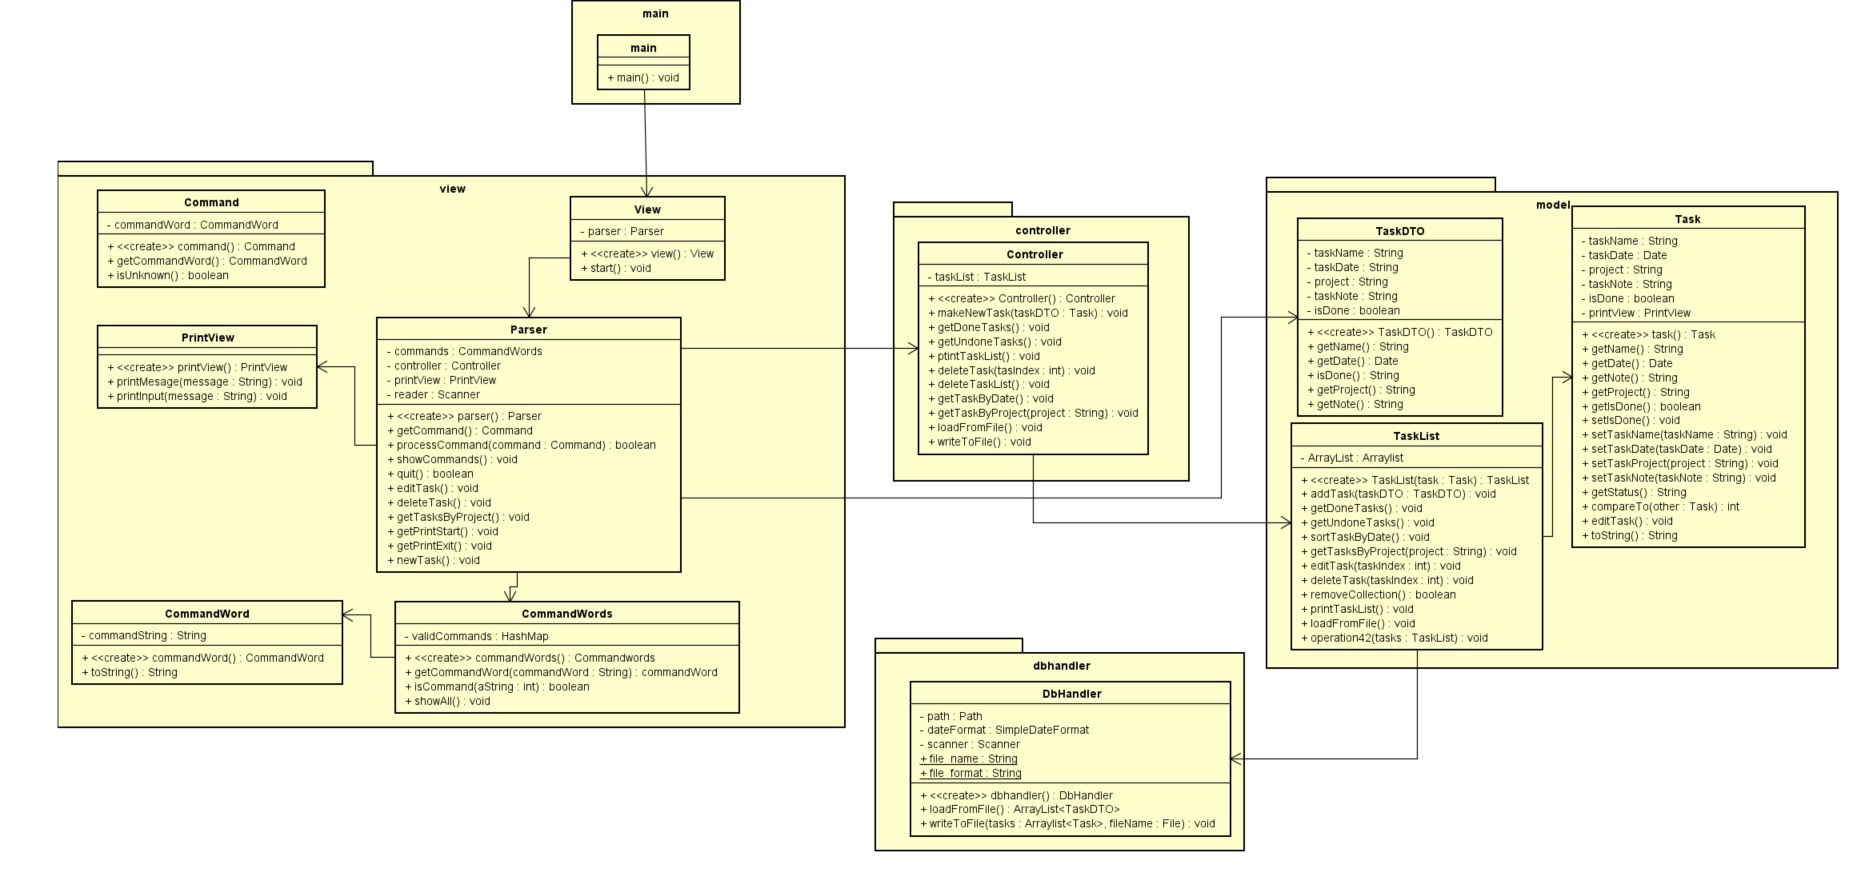 main
main
+ main() : void
view
Command
- commandWord : CommandWord
+ <<create>> command() : Command
+ getCommandWord() : CommandWord
+ isUnknown() : boolean
View
- parser : Parser
+ <<create>> view() : View
+ start() : void
PrintView
+ <<create>> printView() : PrintView
+ printMesage(message : String) : void
+ printInput(message : String) : void
Parser
- commands : CommandWords
- controller : Controller
- printView : PrintView
- reader : Scanner
+ <<create>> parser() : Parser
+ getCommand() : Command
+ processCommand(command : Command) : boolean
+ showCommands() : void
+ quit() : boolean
+ editTask() : void
+ deleteTask() : void
+ getTasksByProject() : void
+ getPrintStart() : void
+ getPrintExit() : void
+ newTask() : void
CommandWord
- commandString : String
+ <<create>> commandWord() : CommandWord
+ toString() : String
CommandWords
- validCommands : HashMap
+ <<create>> commandWords() : Commandwords
+ getCommandWord(commandWord : String) : commandWord
+ isCommand(aString : int) : boolean
+ showAll() : void
controller
Controller
- taskList : TaskList
+ <<create>> Controller() : Controller
+ makeNewTask(taskDTO : Task) : void
+ getDoneTasks() : void
+ getUndoneTasks() : void
+ ptintTaskList() : void
+ deleteTask(tasIndex : int) : void
+ deleteTaskList() : void
+ getTaskByDate() : void
+ getTaskByProject(project : String) : void
+ loadFromFile() : void
+ writeToFile() : void
model
TaskDTO
- taskName : String
- taskDate : String
- project : String
- taskNote : String
- isDone : boolean
+ <<create>> TaskDTO() : TaskDTO
+ getName() : String
+ getDate() : Date
+ isDone() : String
+ getProject() : String
+ getNote() : String
Task
- taskName : String
- taskDate : Date
- project : String
- taskNote : String
- isDone : boolean
- printView : PrintView
+ <<create>> task() : Task
+ getName() : String
+ getDate() : Date
+ getNote() : String
+ getProject() : String
+ getIsDone() : boolean
+ setIsDone() : void
+ setTaskName(taskName : String) : void
+ setTaskDate(taskDate : Date) : void
+ setTaskProject(project : String) : void
+ setTaskNote(taskNote : String) : void
+ getStatus() : String
+ compareTo(other : Task) : int
+ editTask() : void
+ toString() : String
TaskList
- ArrayList : Arraylist
+ <<create>> TaskList(task : Task) : TaskList
+ addTask(taskDTO : TaskDTO) : void
+ getDoneTasks() : void
+ getUndoneTasks() : void
+ sortTaskByDate() : void
+ getTasksByProject(project : String) : void
+ editTask(taskIndex : int) : void
+ deleteTask(taskIndex : int) : void
+ removeCollection() : boolean
+ printTaskList() : void
+ loadFromFile() : void
+ operation42(tasks : TaskList) : void
dbhandler
DbHandler
- path : Path
- dateFormat : SimpleDateFormat
- scanner : Scanner
+ file_name : String
+ file_format : String
+ <<create>> dbhandler() : DbHandler
+ loadFromFile() : ArrayList<TaskDTO>
+ writeToFile(tasks : Arraylist<Task>, fileName : File) : void